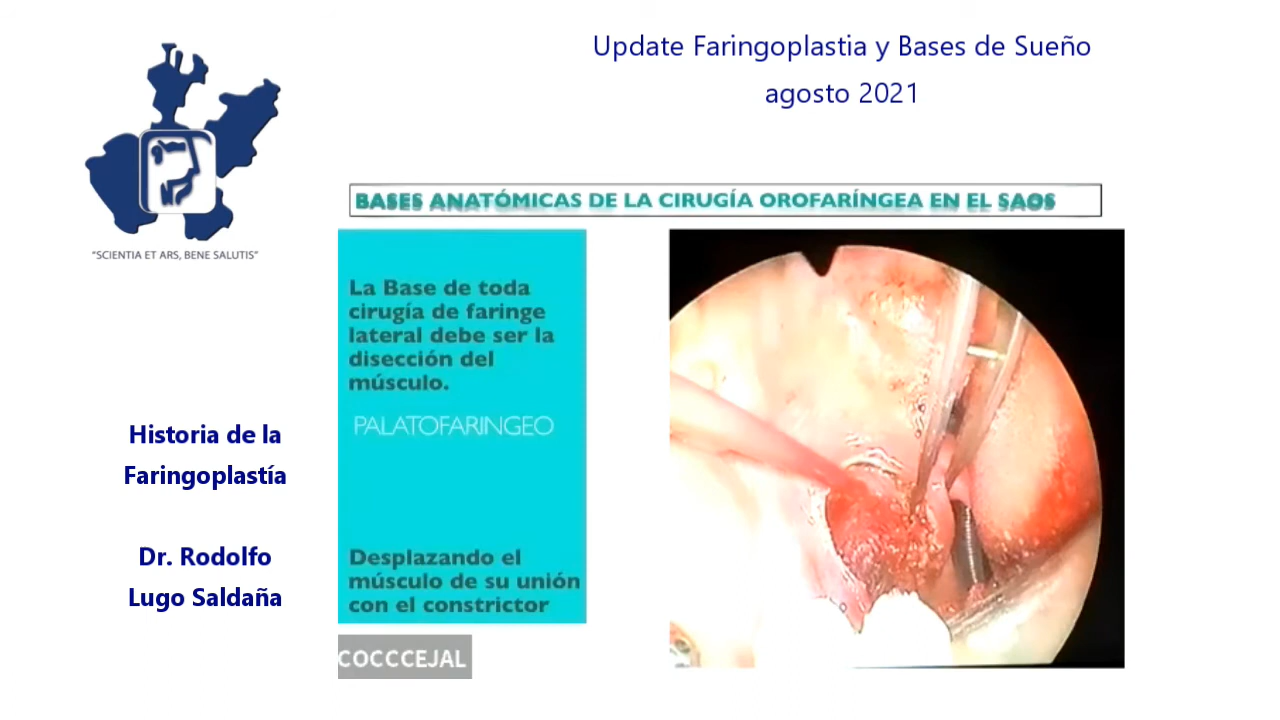 Update Faringoplastia y Bases de Sueño
agosto 2021
"SCIENTIA ET ARS, BENE SALUTIS"
BASES ANATÓMICAS DE LA CIRUGÍA OROFARÍNGEA EN EL SAOS
La Base de toda
cirugía de faringe
lateral debe ser la
disección del
músculo.
PALATOFARINGEO
Desplazando el
músculo de su unión
con el constrictor
COCCCEJAL
Historia de la
Faringoplastía
Dr. Rodolfo
Lugo Saldaña